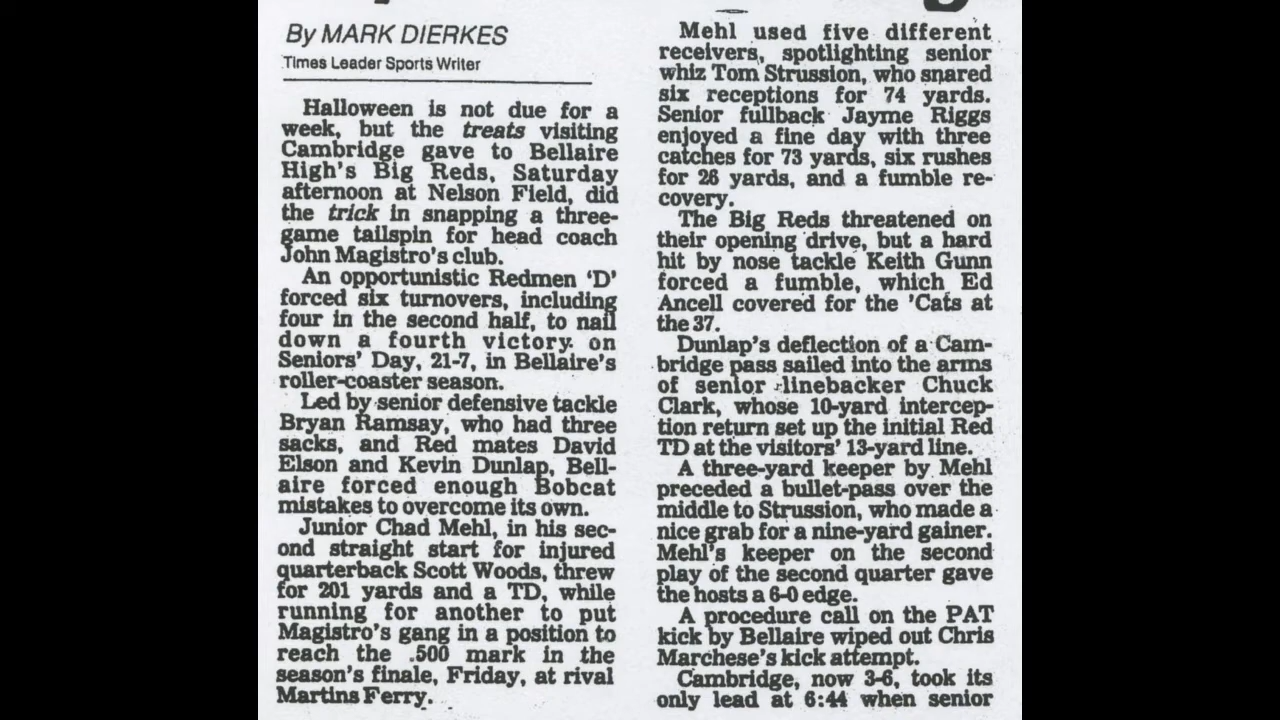 By MARK DIERKES
Times Leader Sports Writer
Halloween is not due for a
week, but the treats visiting
Cambridge gave to Bellaire
High's Big Reds, Saturday
afternoon at Nelson Field, did
the trick in snapping a three-
game tailspin for head coach
John Magistro's club.
An opportunistic Redmen 'D'
forced six turnovers, including
four in the second half, to nail
down a fourth victory on
Seniors' Day, 21-7, in Bellaire's
roller-coaster season.
Led by senior defensive tackle
Bryan Ramsay, who had three
sacks, and Red mates David
Elson and Kevin Dunlap, Bell-
aire forced enough Bobcat
mistakes to overcome its own.
Junior Chad Mehl, in his sec-
ond straight start for injured
quarterback Scott Woods, threw
for 201 yards and a TD, while
running for another to put
Magistro's gang in a position to
reach the .500 mark in the
season's finale, Friday, at rival
Martins Ferry.
Mehl used five different
receivers, spotlighting senior
whiz Tom Strussion, who snared
six receptions for 74 yards.
Senior fullback Jayme Riggs
enjoyed a fine day with three
catches for 73 yards, six rushes
for 26 yards, and a fumble re-
covery.
The Big Reds threatened on
their opening drive, but a hard
hit by nose tackle Keith Gunn
forced a fumble, which Ed
Ancell covered for the 'Cats at
the 37.
Dunlap's deflection of a Cam-
bridge pass sailed into the arms
of senior linebacker Chuck
Clark, whose 10-yard intercep-
tion return set up the initial Red
TD at the visitors' 13-yard line.
A three-yard keeper by Mehl
preceded a bullet-pass over the
middle to Strussion, who made a
nice grab for a nine-yard gainer.
Mehl's keeper on the second
play of the second quarter gave
the hosts a 6-0 edge.
A procedure call on the PAT
kick by Bellaire wiped out Chris
Marchese's kick attempt.
Cambridge, now 3-6, took its
only lead at 6:44 when senior